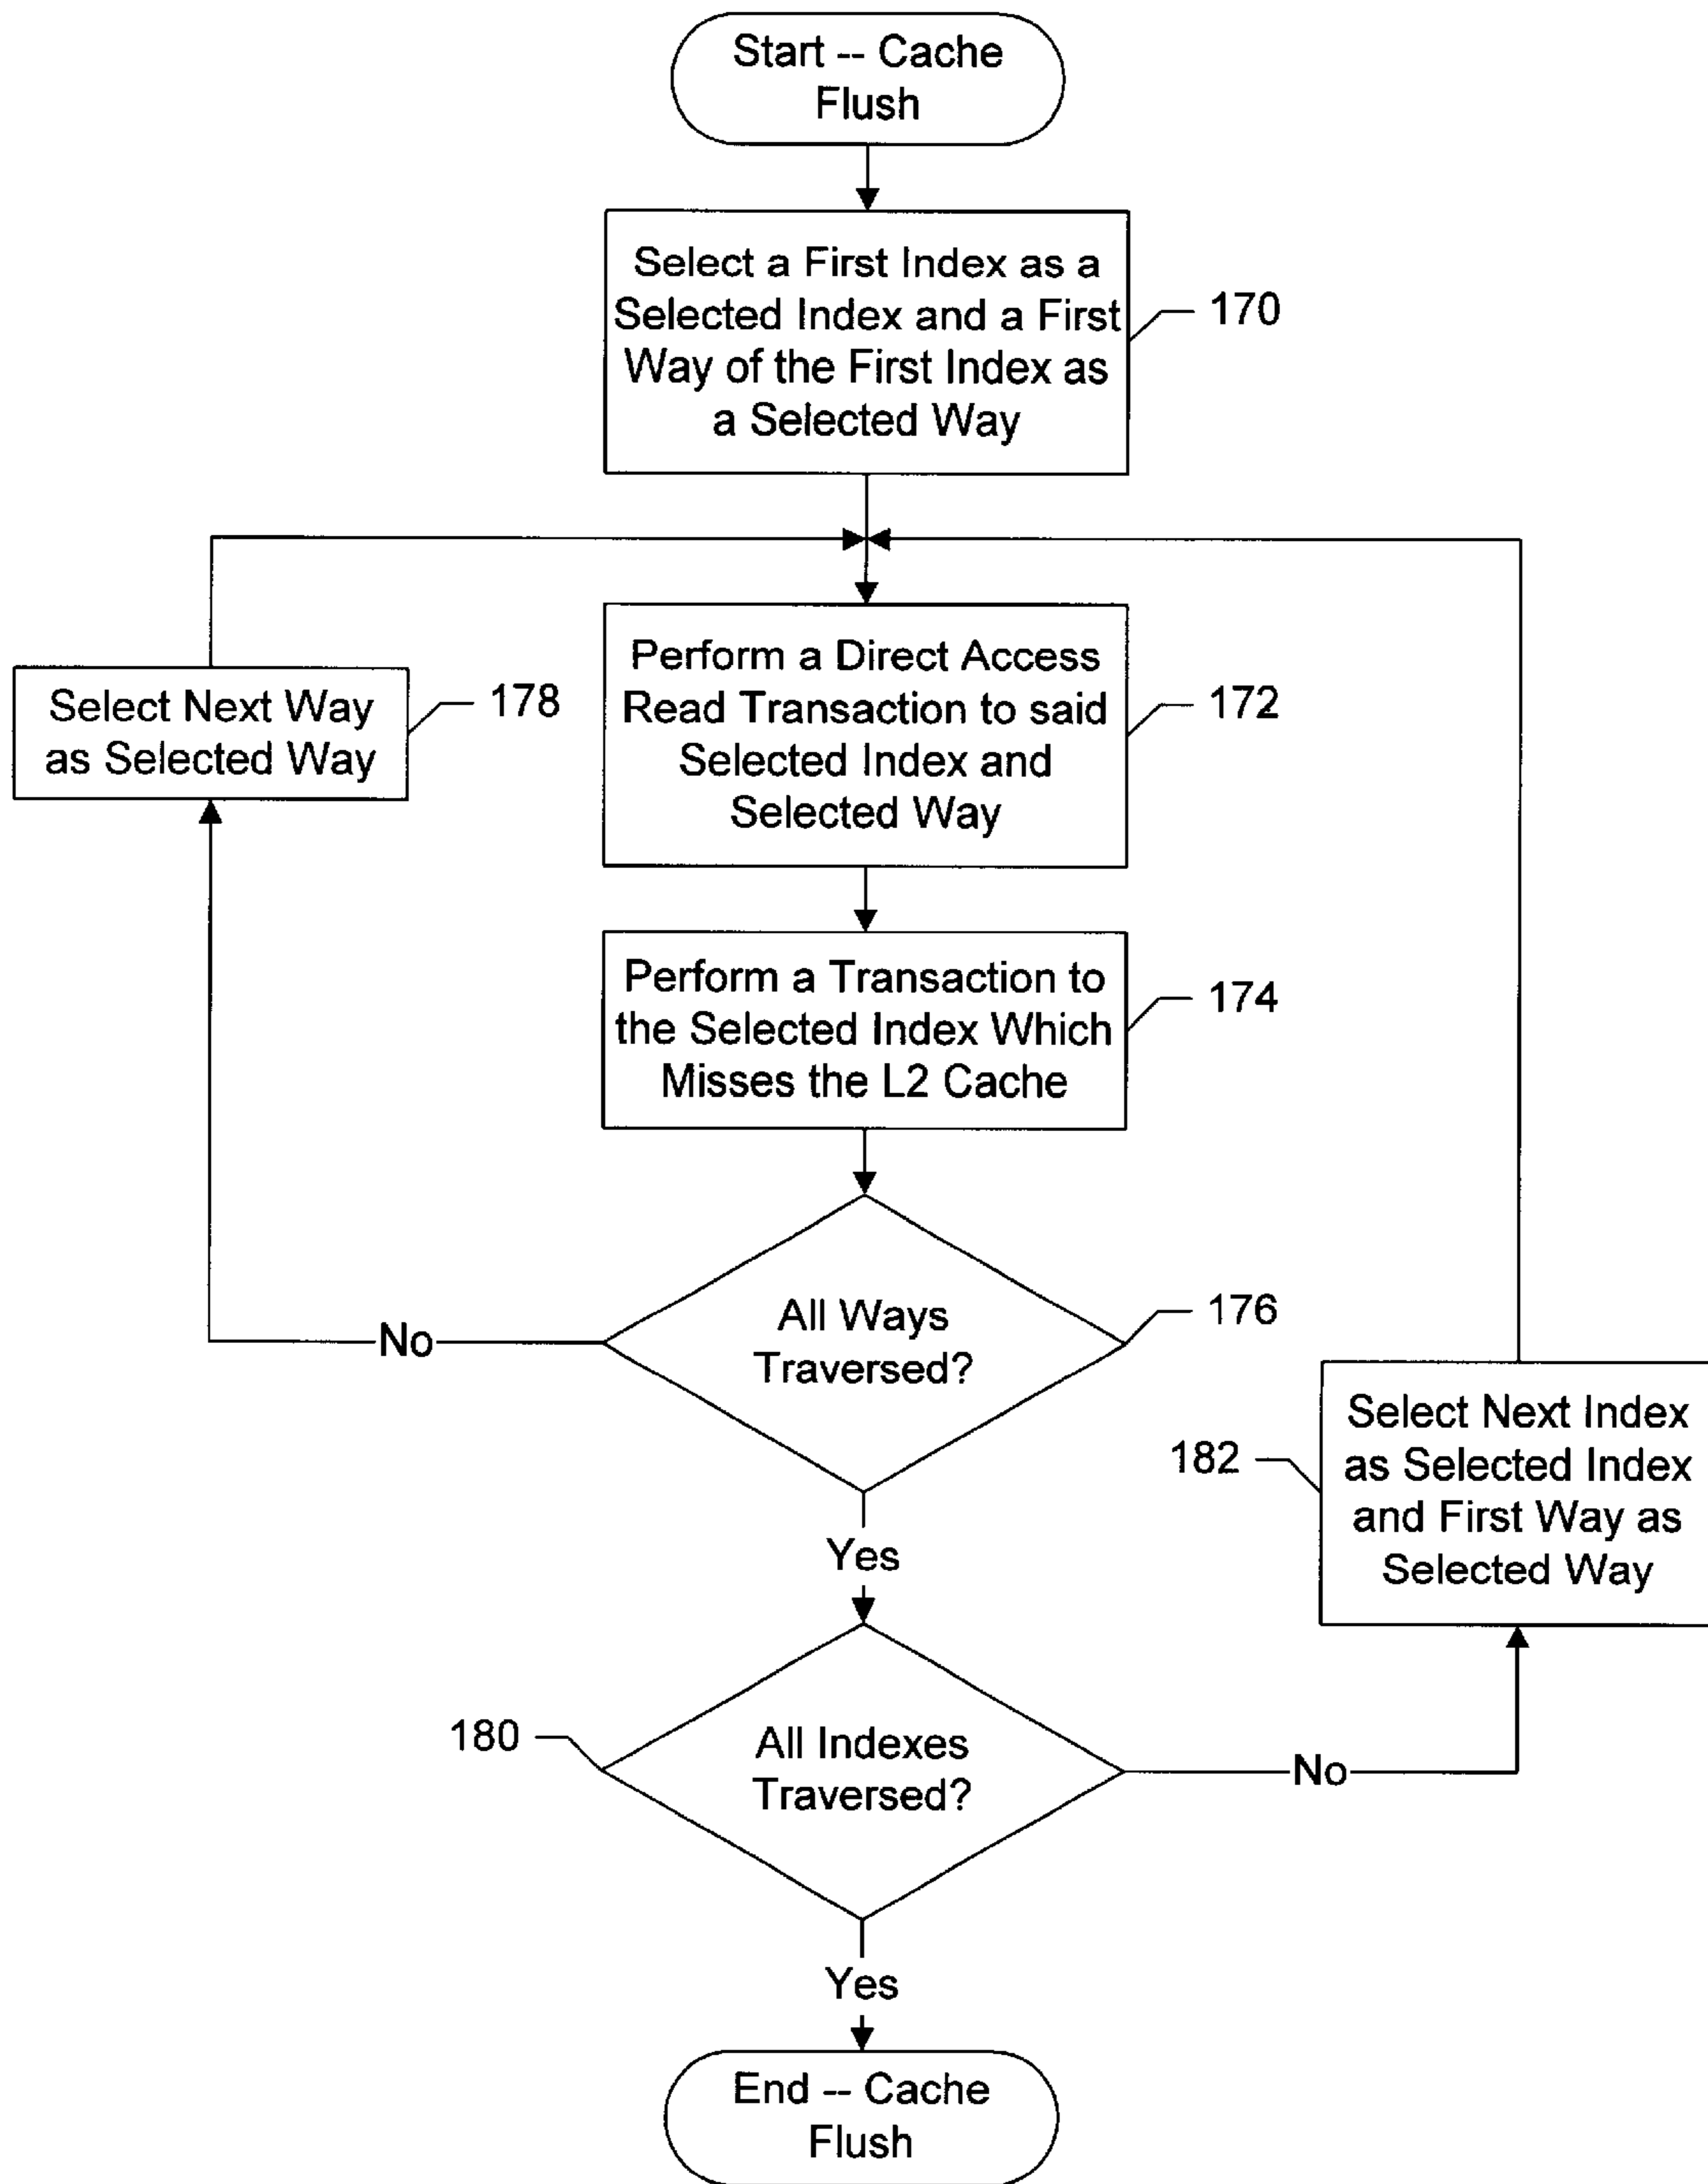 Start -- Cache
Flush
Select a First Index as a
Selected Index and a First
Way of the First Index as
a Selected Way
170
Perform a Direct Access
Read Transaction to said
Selected Index and
Selected Way
172
Select Next Way
as Selected Way
178
Perform a Transaction to
the Selected Index Which
Misses the L2 Cache
174
All Ways
Traversed?
176
No
Yes
Select Next Index
as Selected Index
and First Way as
Selected Way
182
All Indexes
Traversed?
180
No
Yes
End -- Cache
Flush